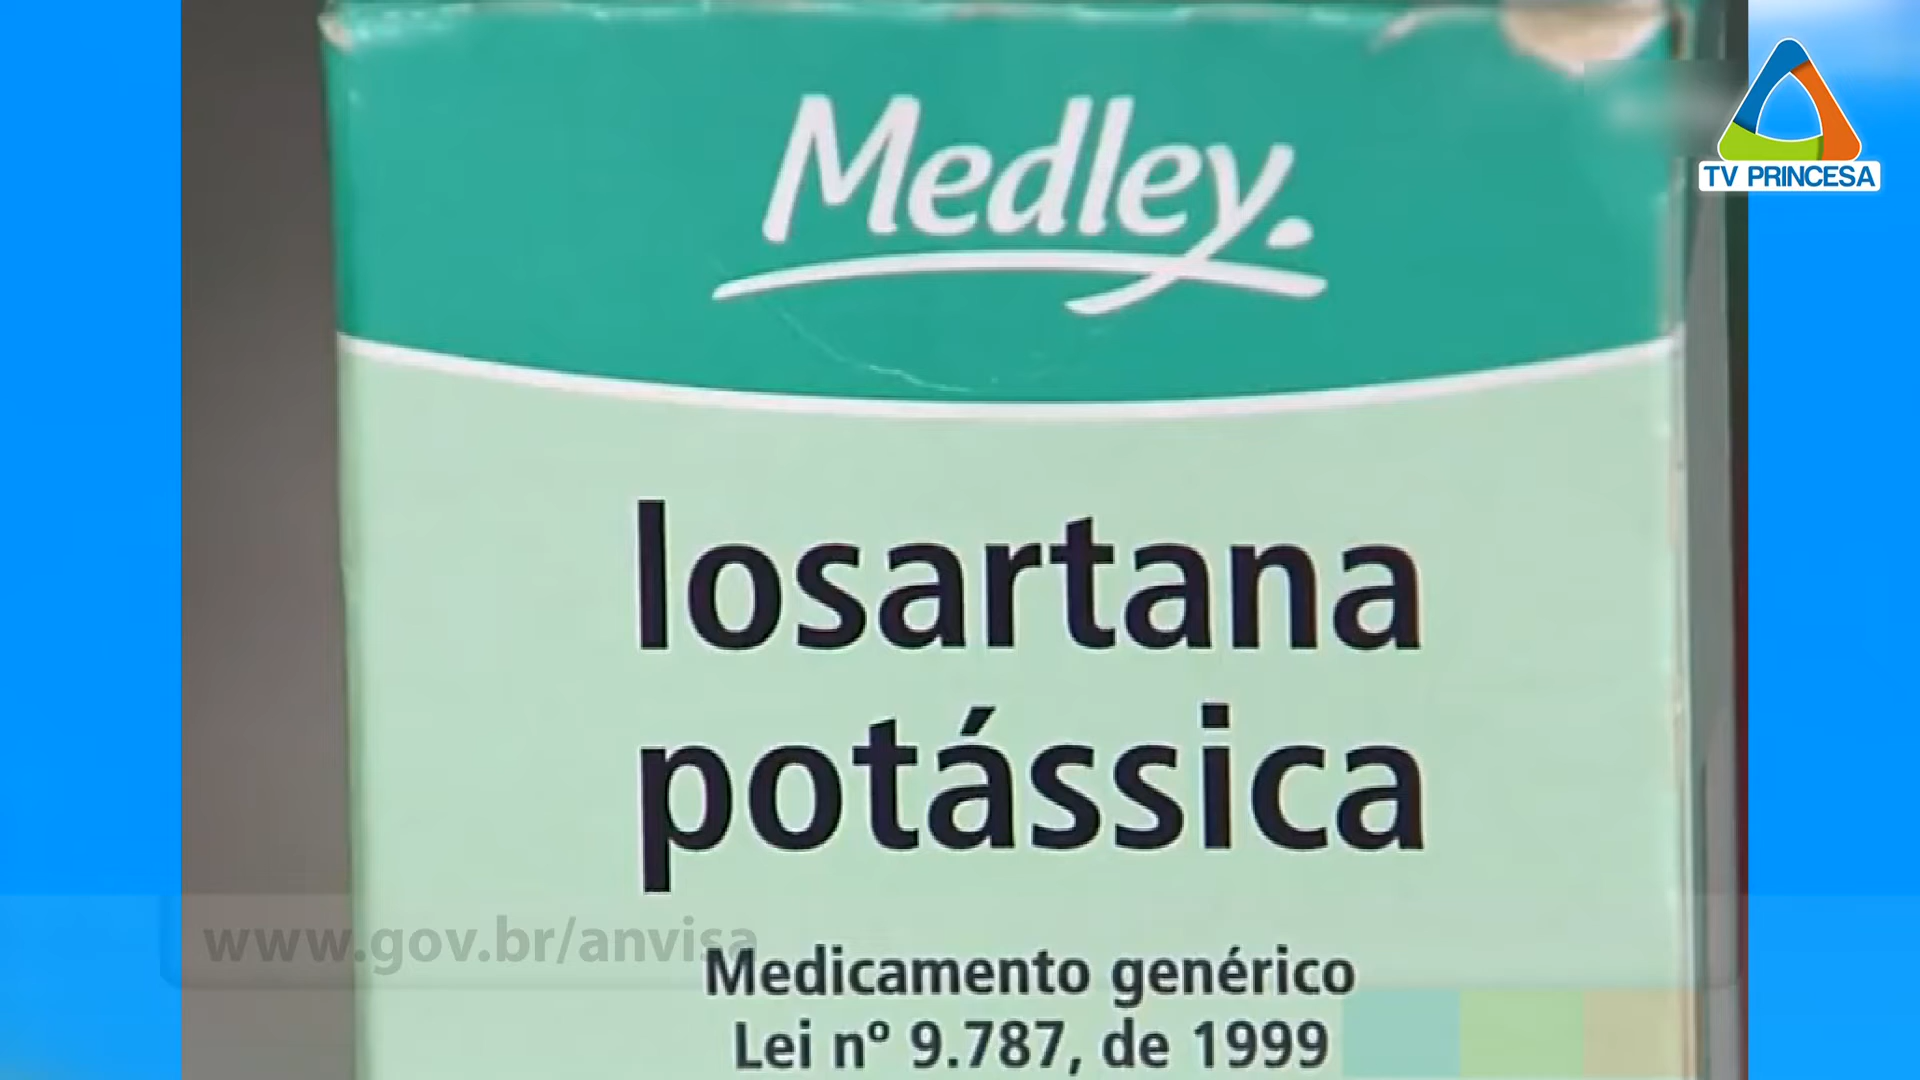 Medley.
TV PRINCESA
losartana
potássica
www.gov.br/anvisa
Medicamento genérico
Lei nº 9.787, de 1999